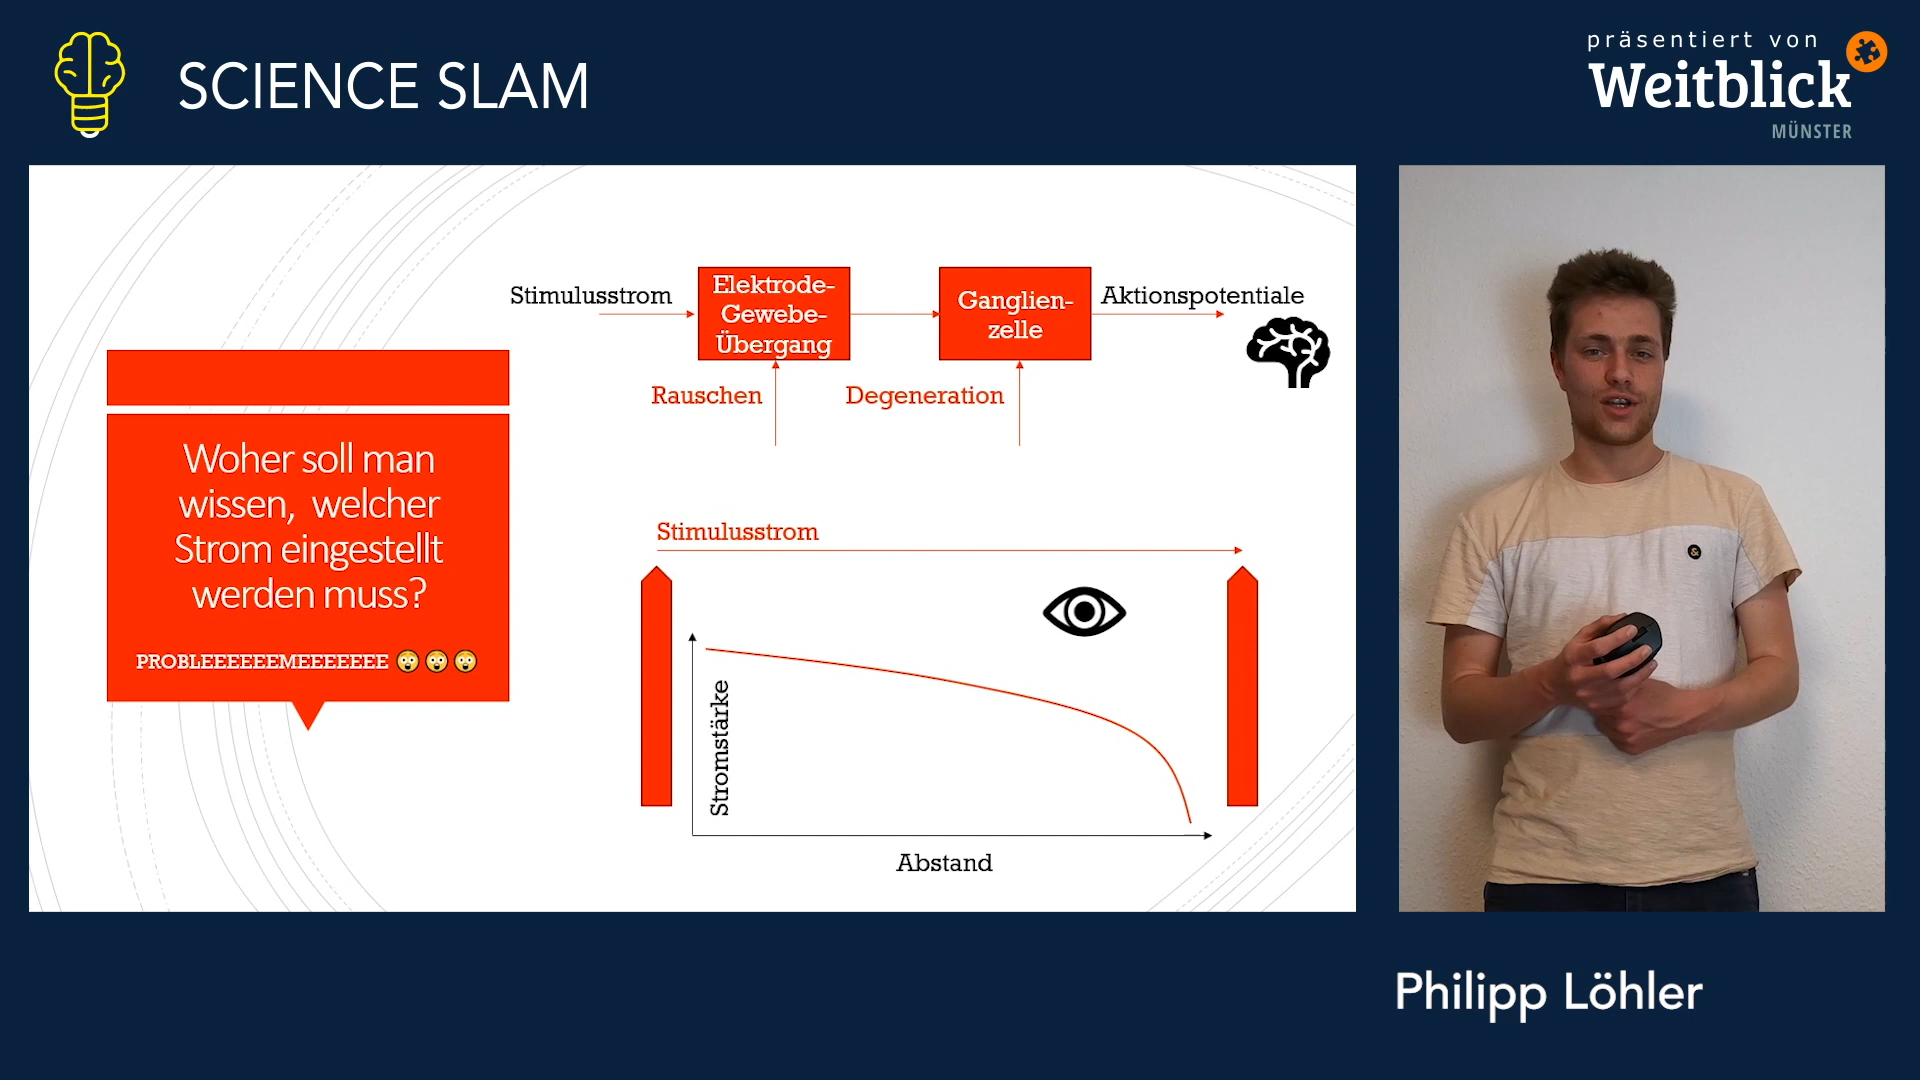 SCIENCE SLAM
präsentiert von
Weitblick
MÜNSTER
Stimulusstrom
Elektrode-
Gewebe-
Übergang
Ganglien-
zelle
Aktionspotentiale
Rauschen
Degeneration
Woher soll man
wissen, welcher
Strom eingestellt
werden muss?
PROBLEEEEEEMEEEEEEE 😲😲😲
Stimulusstrom
Stromstärke
Abstand
&
Philipp Löhler